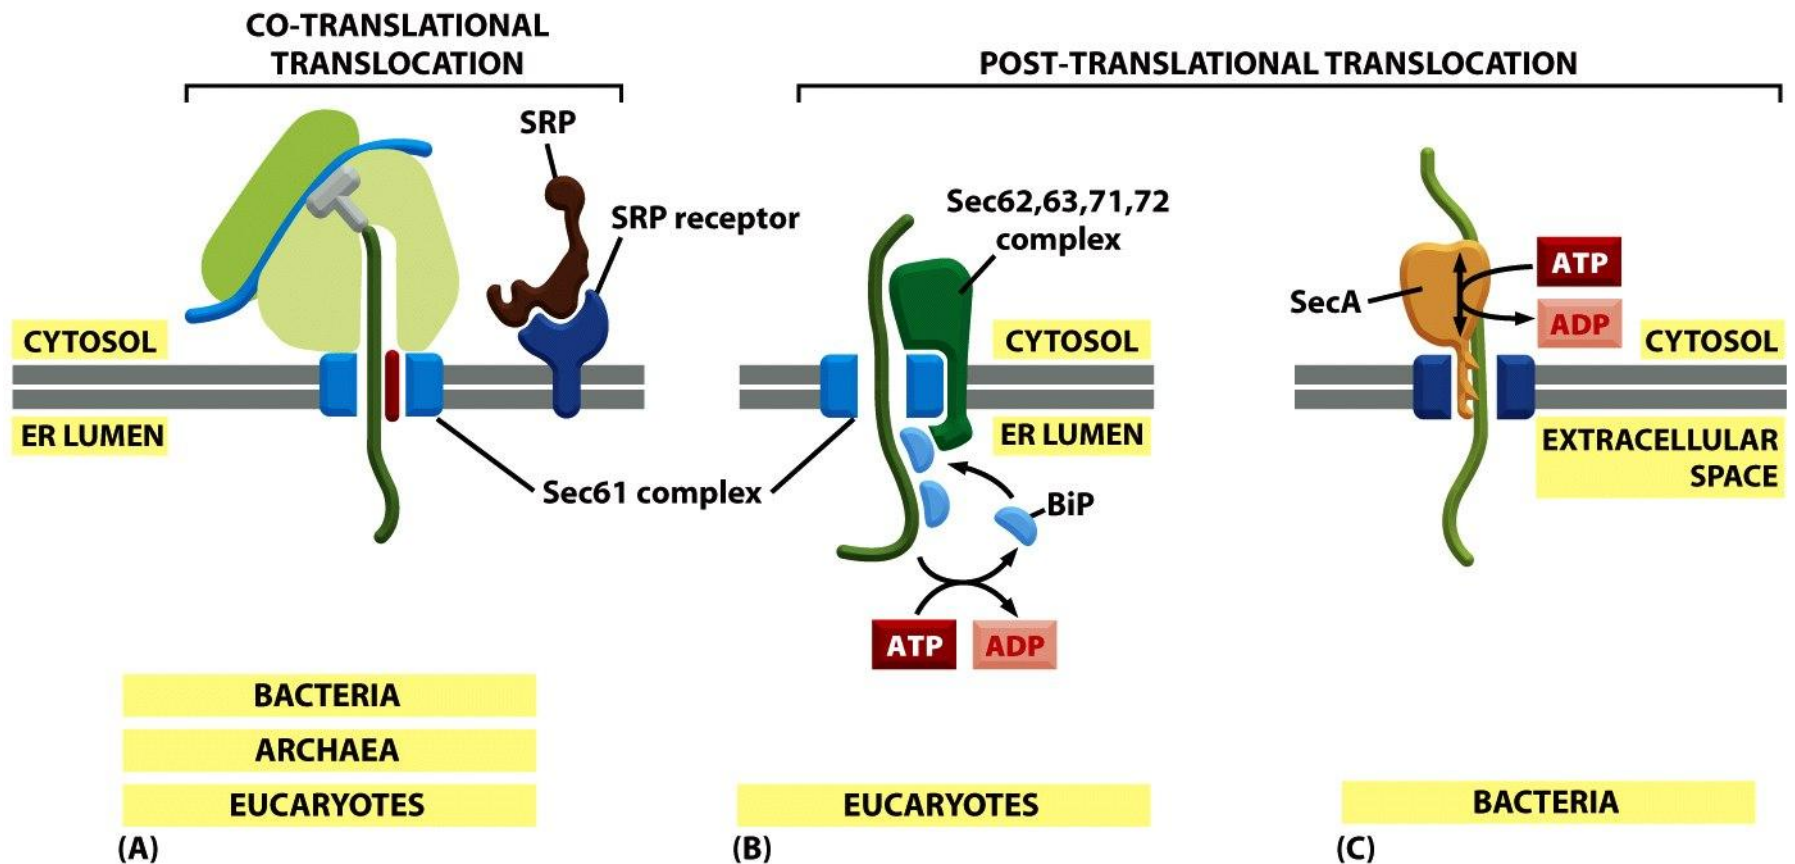 CO-TRANSLATIONAL
TRANSLOCATION
POST-TRANSLATIONAL TRANSLOCATION
SRP
SRP receptor
CYTOSOL
ER LUMEN
Sec61 complex
Sec62,63,71,72
complex
CYTOSOL
ER LUMEN
BiP
ATP
ADP
SecA
ATP
ADP
CYTOSOL
EXTRACELLULAR
SPACE
BACTERIA
ARCHAEA
EUCARYOTES
(A)
EUCARYOTES
(B)
BACTERIA
(C)